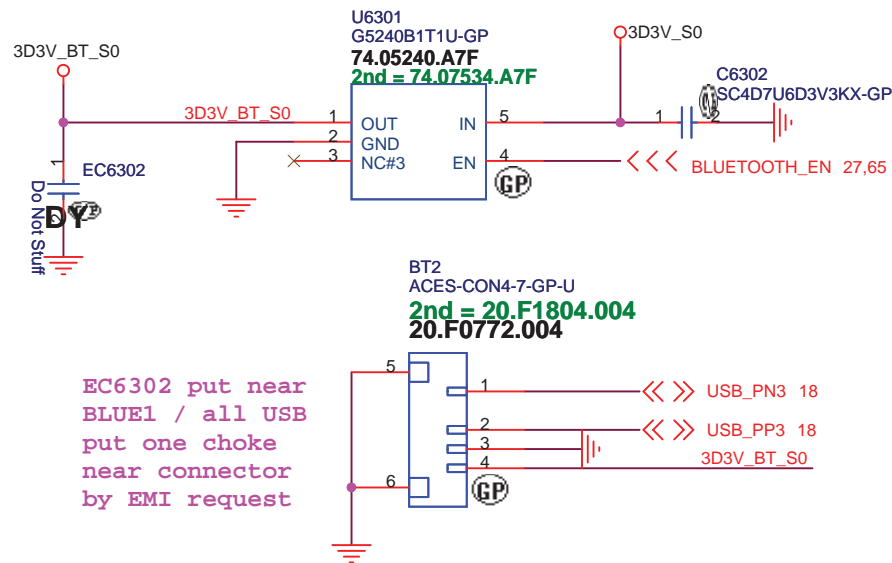 U6301
G5240B1T1U-GP
74.05240.A7F
2nd = 74.07534.A7F
3D3V_BT_S0
3D3V_S0
C6302
SC4D7U6D3V3KX-GP
3D3V_BT_S0
1 OUT
2 GND
3 NC#3
IN 5
EN 4
1 2
BLUETOOTH_EN 27,65
GP
1
EC6302
2
Do Not Stuff
DY
BT2
ACES-CON4-7-GP-U
2nd = 20.F1804.004
20.F0772.004
5
6
1
2
3
4
USB_PN3 18
USB_PP3 18
3D3V_BT_S0
GP
EC6302 put near
BLUE1 / all USB
put one choke
near connector
by EMI request